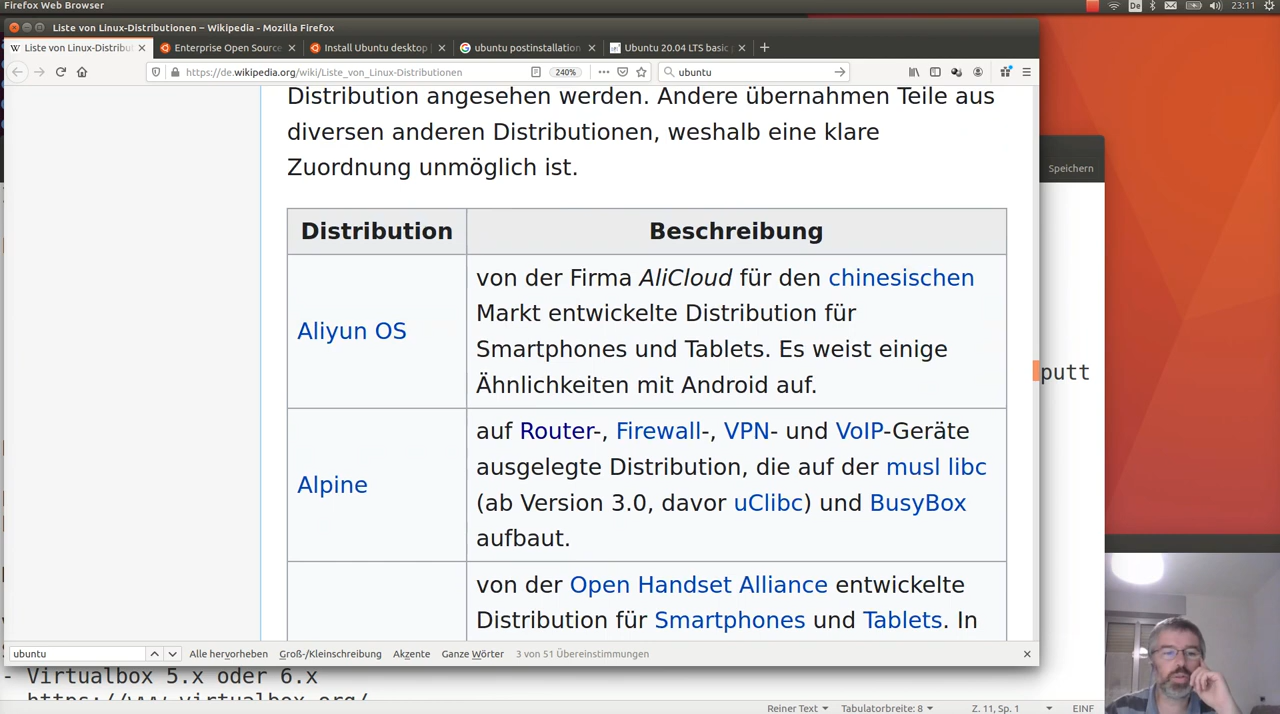 Firefox Web Browser
De
23:11
Liste von Linux-Distributionen – Wikipedia - Mozilla Firefox
Liste von Linux-Distribut
Enterprise Open Source
Install Ubuntu desktop
ubuntu postinstallation
Ubuntu 20.04 LTS basic
https://de.wikipedia.org/wiki/Liste_von_Linux-Distributionen
240%
ubuntu
Distribution angesehen werden. Andere übernahmen Teile aus
diversen anderen Distributionen, weshalb eine klare
Zuordnung unmöglich ist.
Speichern
Distribution
Beschreibung
Aliyun OS
von der Firma AliCloud für den chinesischen
Markt entwickelte Distribution für
Smartphones und Tablets. Es weist einige
Ähnlichkeiten mit Android auf.
putt
Alpine
auf Router-, Firewall-, VPN- und VoIP-Geräte
ausgelegte Distribution, die auf der musl libc
(ab Version 3.0, davor uClibc) und BusyBox
aufbaut.
von der Open Handset Alliance entwickelte
Distribution für Smartphones und Tablets. In
ubuntu
Alle hervorheben
Groß-/Kleinschreibung
Akzente
Ganze Wörter
3 von 51 Übereinstimmungen
- Virtualbox 5.x oder 6.x
https://www.virtualbox.org/
Reiner Text
Tabulatorbreite: 8
Z. 11, Sp. 1
EINF